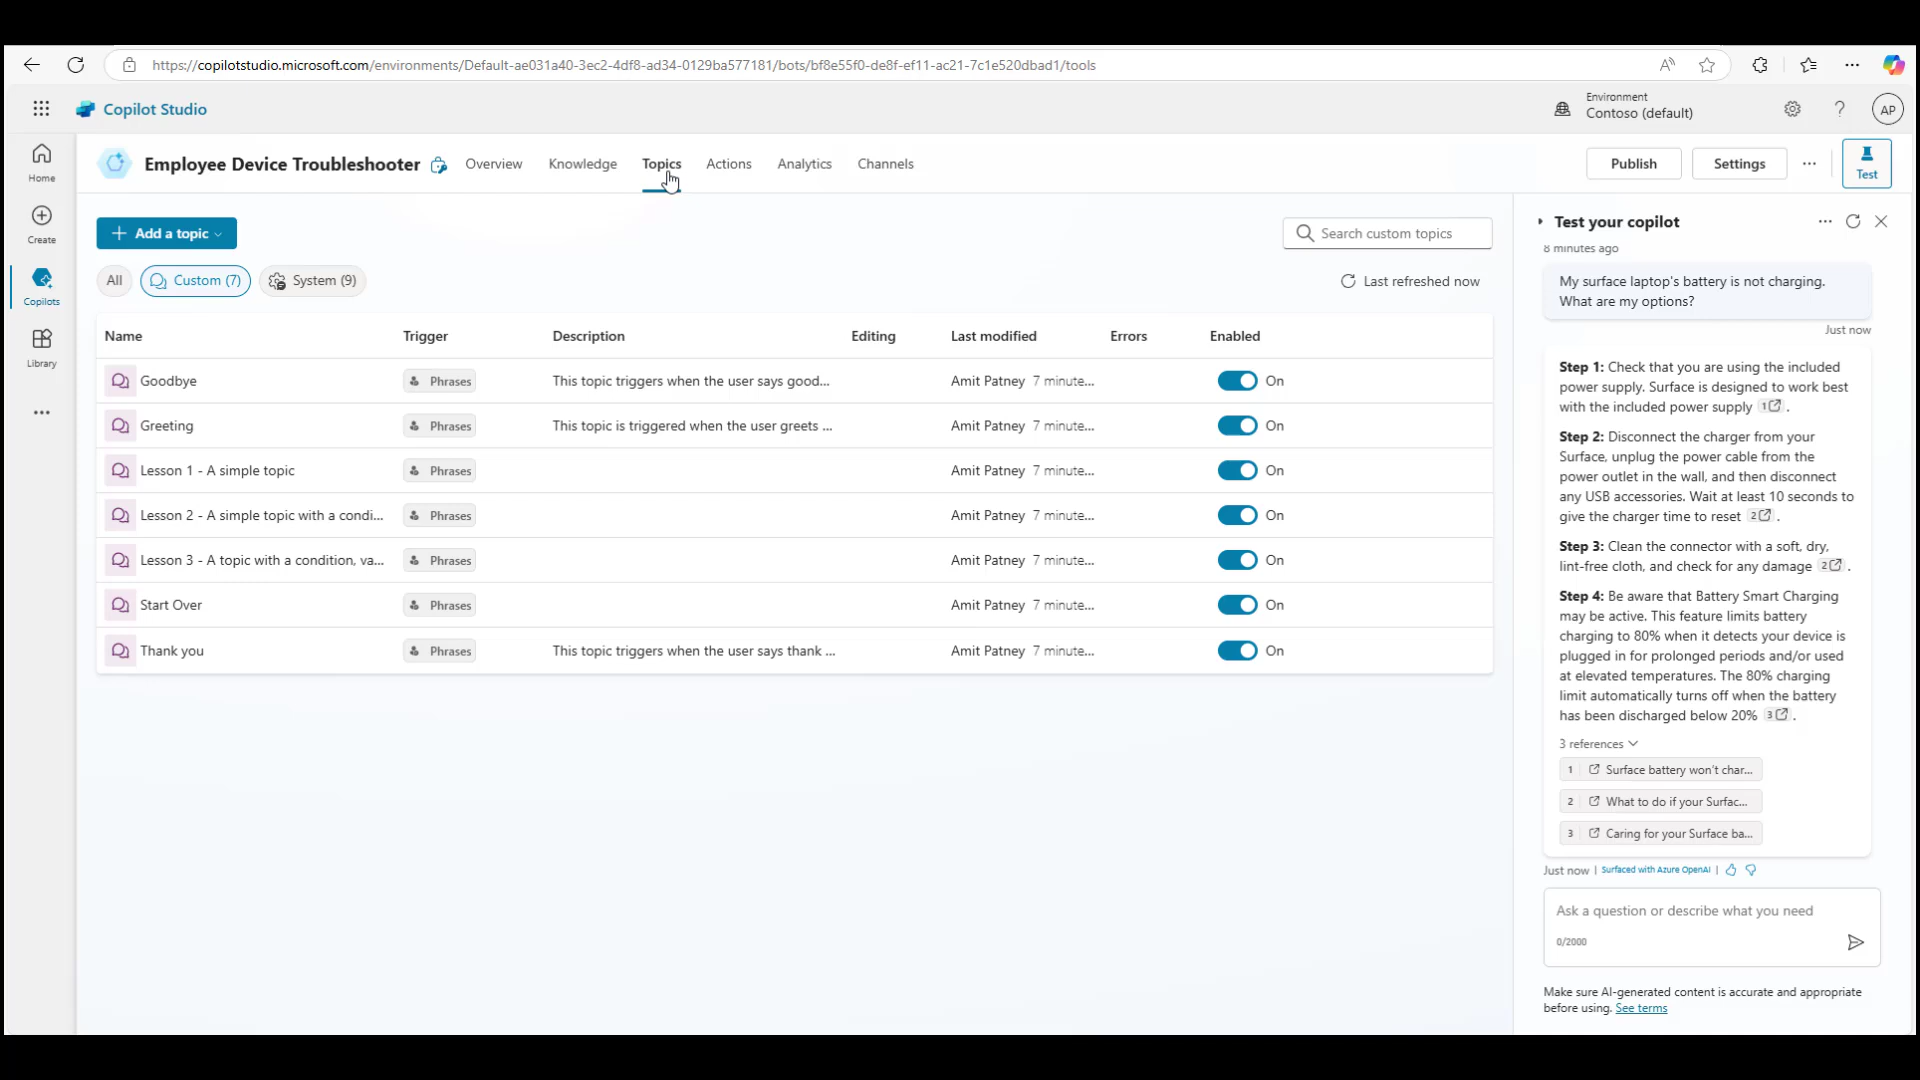 https://copilotstudio.microsoft.com/environments/Default-ae031a40-3ec2-4df8-ad34-0129ba577181/bots/bf8e55f0-de8f-ef11-ac21-7c1e520dbad1/tools
Copilot Studio
Environment
Contoso (default)
AP
Home
Create
Copilots
Library
Employee Device Troubleshooter
Overview
Knowledge
Topics
Actions
Analytics
Channels
Publish
Settings
Test
Add a topic
Search custom topics
All
Custom (7)
System (9)
Last refreshed now
Name Trigger Description Editing Last modified Errors Enabled
Goodbye Phrases This topic triggers when the user says good... Amit Patney 7 minute... On
Greeting Phrases This topic is triggered when the user greets ... Amit Patney 7 minute... On
Lesson 1 - A simple topic Phrases Amit Patney 7 minute... On
Lesson 2 - A simple topic with a condi... Phrases Amit Patney 7 minute... On
Lesson 3 - A topic with a condition, va... Phrases Amit Patney 7 minute... On
Start Over Phrases Amit Patney 7 minute... On
Thank you Phrases This topic triggers when the user says thank ... Amit Patney 7 minute... On
Test your copilot
8 minutes ago
My surface laptop's battery is not charging.
What are my options?
Just now
Step 1: Check that you are using the included
power supply. Surface is designed to work best
with the included power supply 1 .
Step 2: Disconnect the charger from your
Surface, unplug the power cable from the
power outlet in the wall, and then disconnect
any USB accessories. Wait at least 10 seconds to
give the charger time to reset 2 .
Step 3: Clean the connector with a soft, dry,
lint-free cloth, and check for any damage 2 .
Step 4: Be aware that Battery Smart Charging
may be active. This feature limits battery
charging to 80% when it detects your device is
plugged in for prolonged periods and/or used
at elevated temperatures. The 80% charging
limit automatically turns off when the battery
has been discharged below 20% 3 .
3 references
1 Surface battery won't char...
2 What to do if your Surfac...
3 Caring for your Surface ba...
Just now | Surfaced with Azure OpenAI |
Ask a question or describe what you need
0/2000
Make sure AI-generated content is accurate and appropriate
before using. See terms